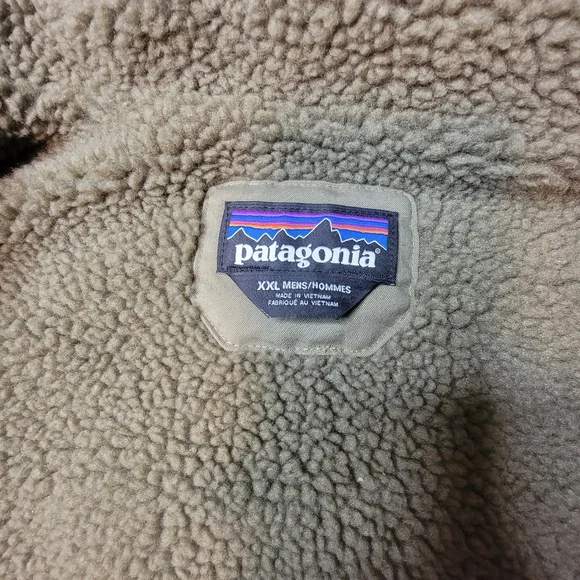 patagonia®
XXL MENS/HOMMES
MADE IN VIETNAM
FABRIQUÉ AU VIETNAM